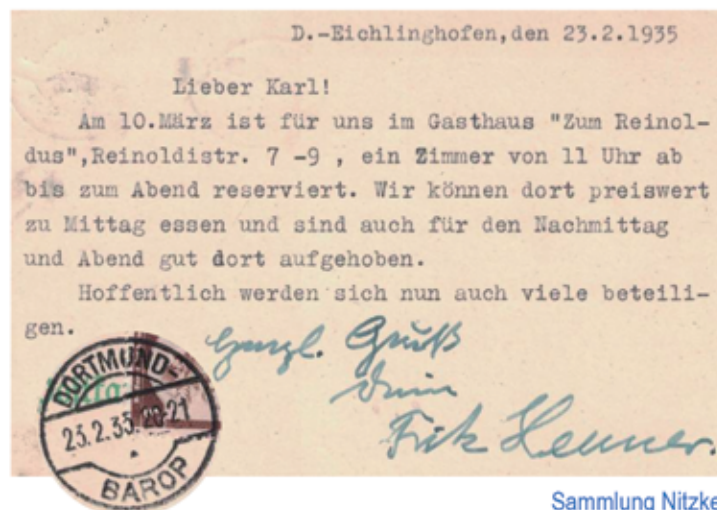 D.-Eichlinghofen,den 23.2.1935
Lieber Karl!
Am 10.März ist für uns im Gasthaus "Zum Reinol-
dus",Reinoldistr. 7 -9 , ein Zimmer von 11 Uhr ab
bis zum Abend reserviert. Wir können dort preiswert
zu Mittag essen und sind auch für den Nachmittag
und Abend gut dort aufgehoben.
Hoffentlich werden sich nun auch viele beteili-
gen.
Herzl. Gruß
Dein
Fritz
DORTMUND-
23.2.35.20-21
BAROP
Sammlung Nitzke